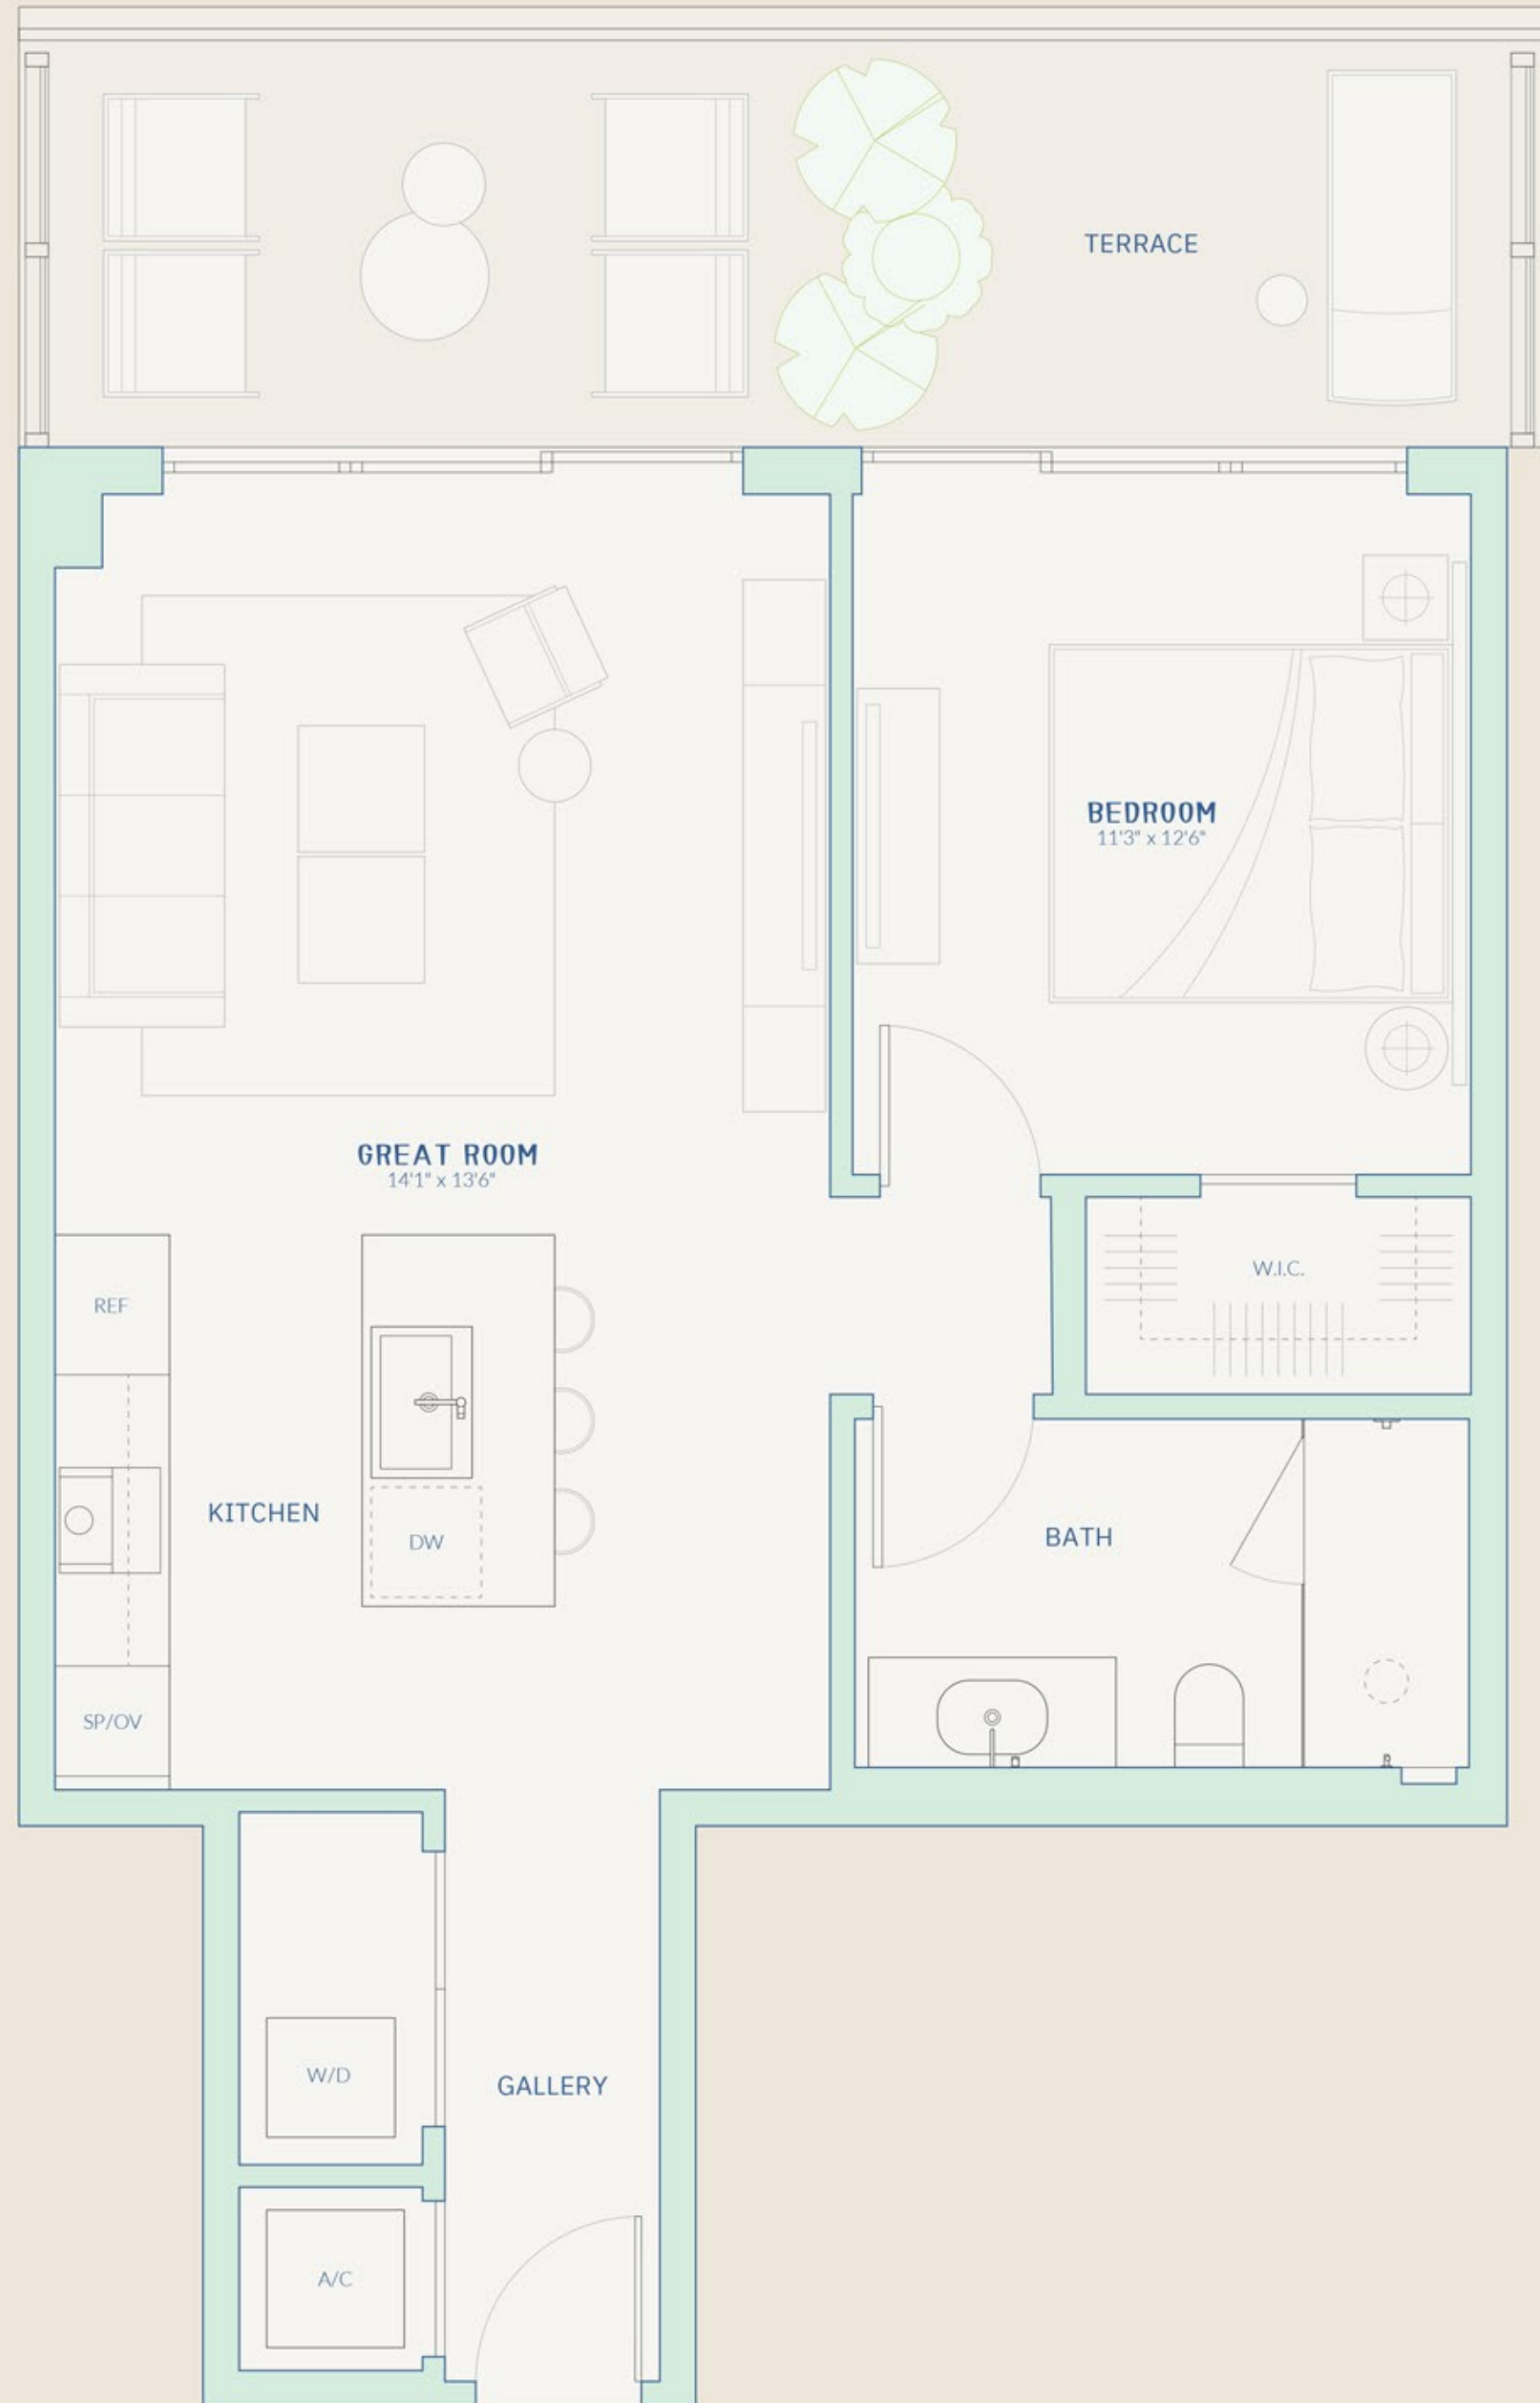 TERRACE
BEDROOM
11'3" x 12'6"
GREAT ROOM
14'1" x 13'6"
REF
W.I.C.
KITCHEN
DW
BATH
SP/OV
W/D
GALLERY
A/C